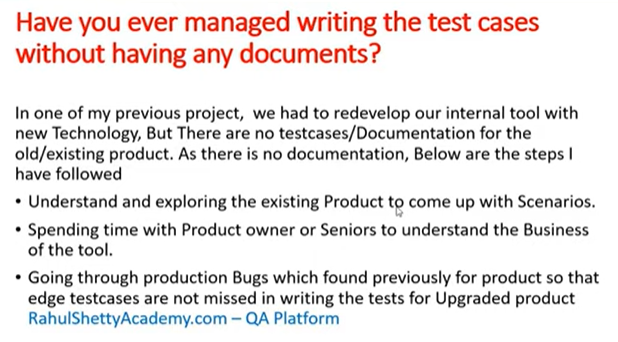 Have you ever managed writing the test cases
without having any documents?
In one of my previous project, we had to redevelop our internal tool with
new Technology, But There are no testcases/Documentation for the
old/existing product. As there is no documentation, Below are the steps I
have followed
• Understand and exploring the existing Product to come up with Scenarios.
• Spending time with Product owner or Seniors to understand the Business
of the tool.
• Going through production Bugs which found previously for product so that
edge testcases are not missed in writing the tests for Upgraded product
RahulShettyAcademy.com – QA Platform